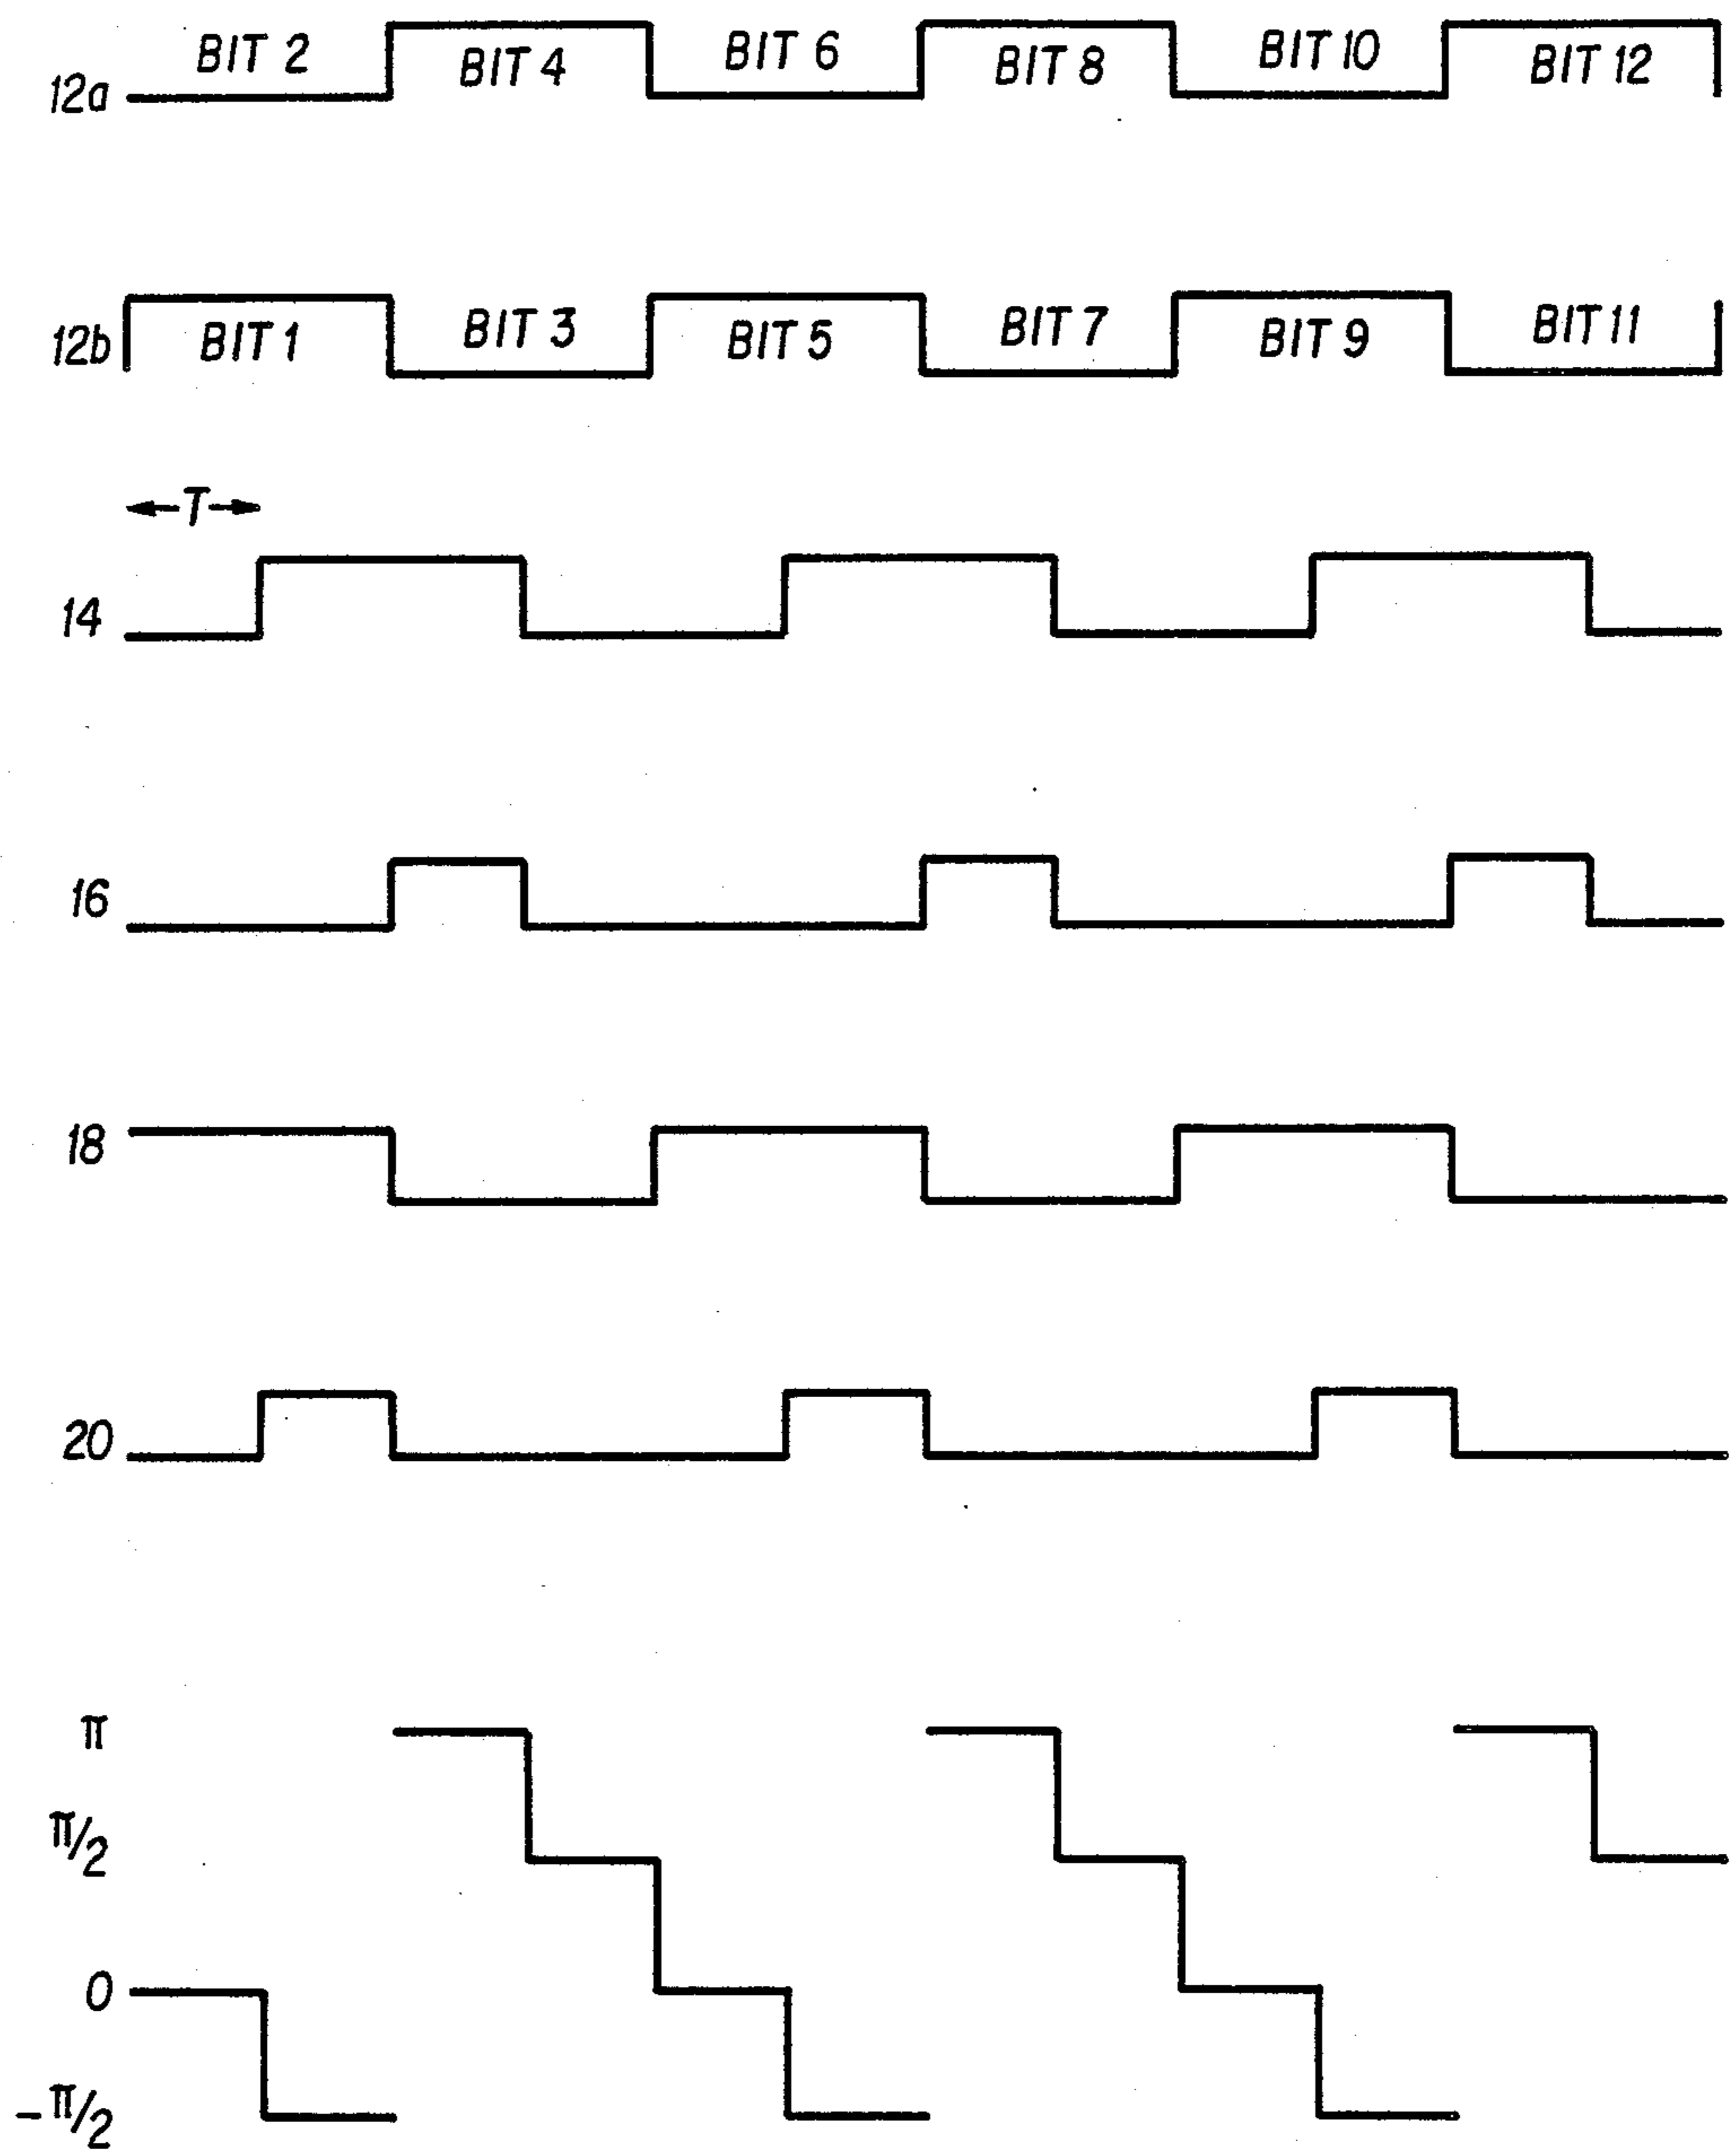 12a BIT 2 BIT 4 BIT 6 BIT 8 BIT 10 BIT 12
12b BIT 1 BIT 3 BIT 5 BIT 7 BIT 9 BIT 11
T
14
16
18
20
π
π/2
0
-π/2